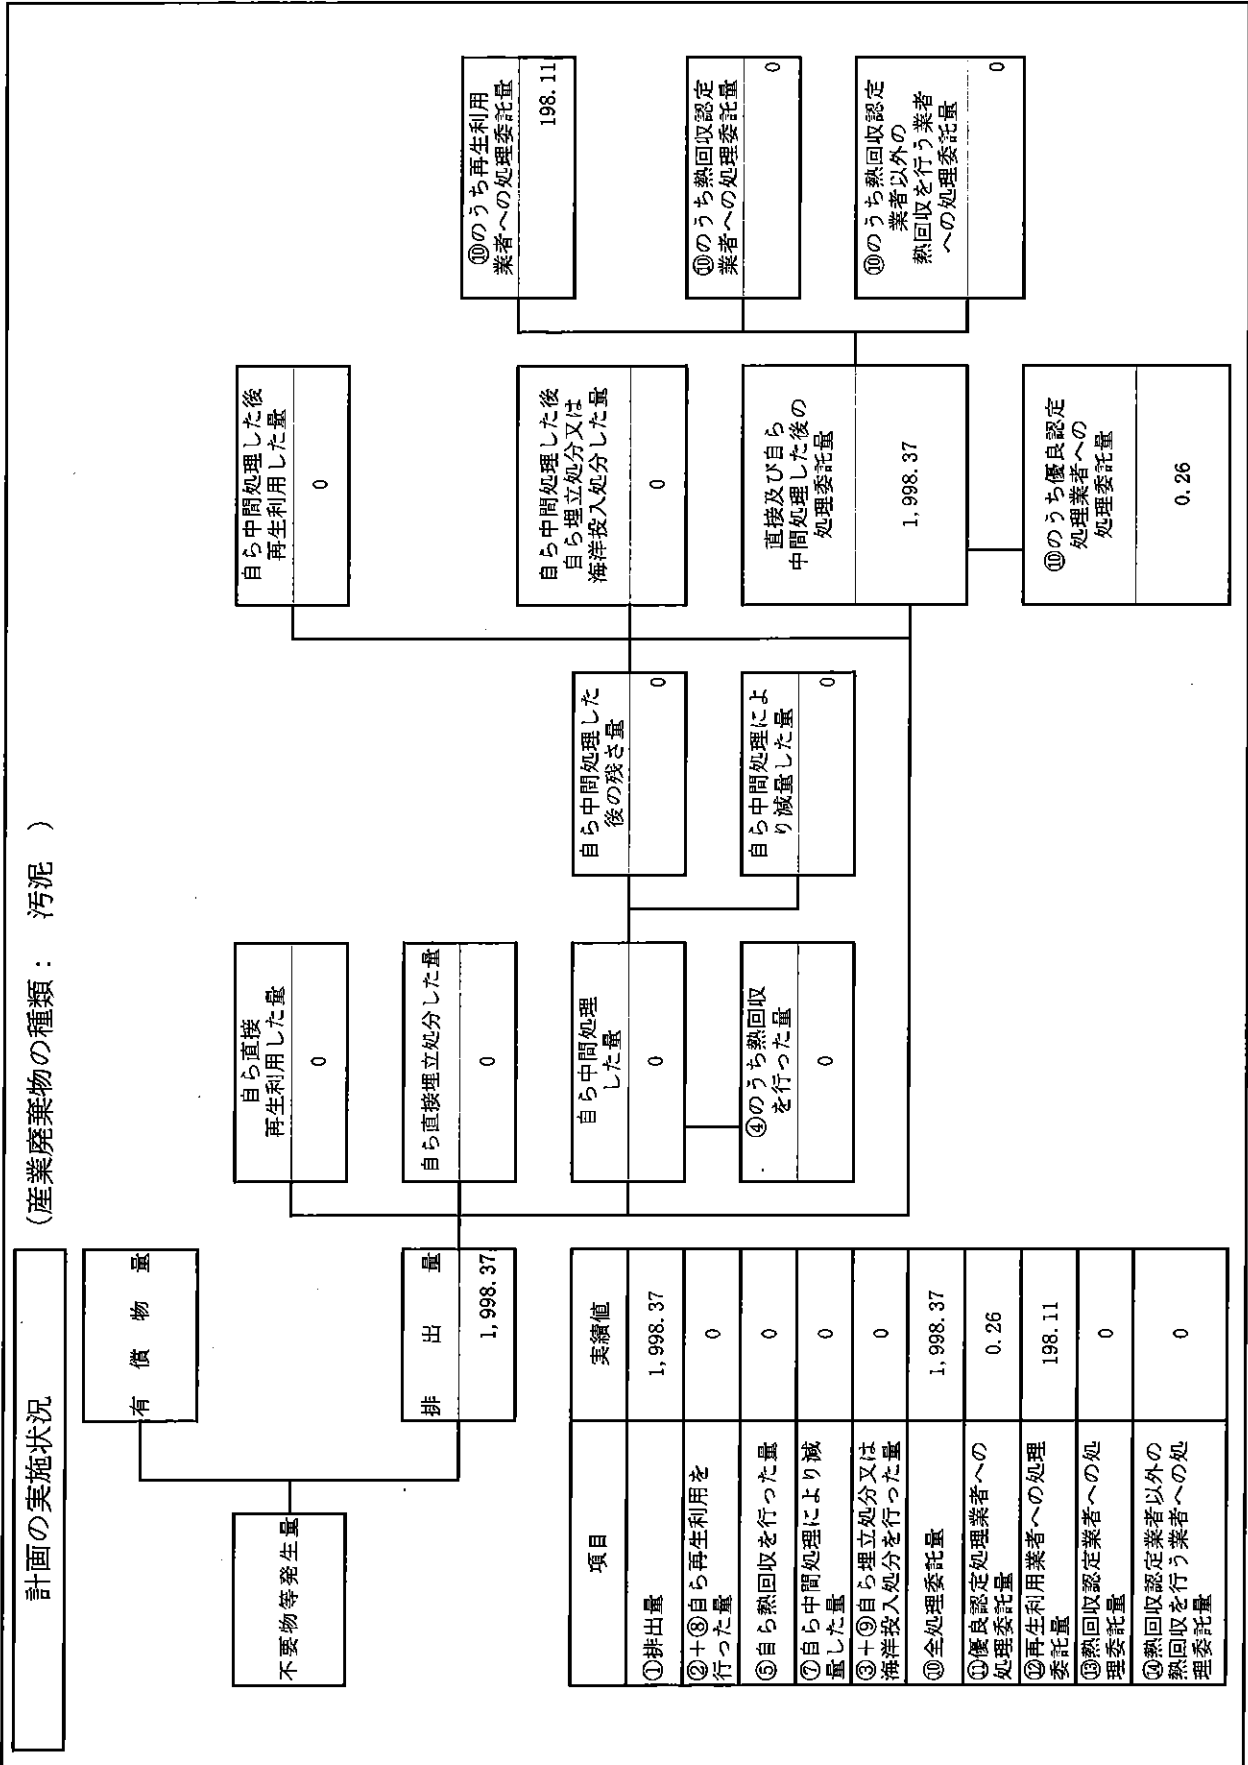 計画の実施状況
(産業廃棄物の種類： 汚泥 )
不要物等発生量
有償物量
排出量
1,998.37
自ら直接
再生利用した量
0
自ら直接埋立処分した量
0
自ら中間処理
した量
0
④のうち熱回収
を行った量
0
自ら中間処理した
後の残さ量
0
自ら中間処理によ
り減量した量
0
自ら中間処理した後
再生利用した量
0
自ら中間処理した後
自ら埋立処分又は
海洋投入処分した量
0
直接及び自ら
中間処理した後の
処理委託量
1,998.37
⑩のうち優良認定
処理業者への
処理委託量
0.26
⑩のうち再生利用
業者への処理委託量
198.11
⑩のうち熱回収認定
業者への処理委託量
0
⑩のうち熱回収認定
業者以外の
熱回収を行う業者
への処理委託量
0
項目 実績値
①排出量 1,998.37
②＋⑧自ら再生利用を
行った量 0
⑤自ら熱回収を行った量 0
⑦自ら中間処理により減
量した量 0
③＋⑨自ら埋立処分又は
海洋投入処分を行った量 0
⑩全処理委託量 1,998.37
⑪優良認定処理業者への
処理委託量 0.26
⑫再生利用業者への処理
委託量 198.11
⑬熱回収認定業者への処
理委託量 0
⑭熱回収認定業者以外の
熱回収を行う業者への処
理委託量 0